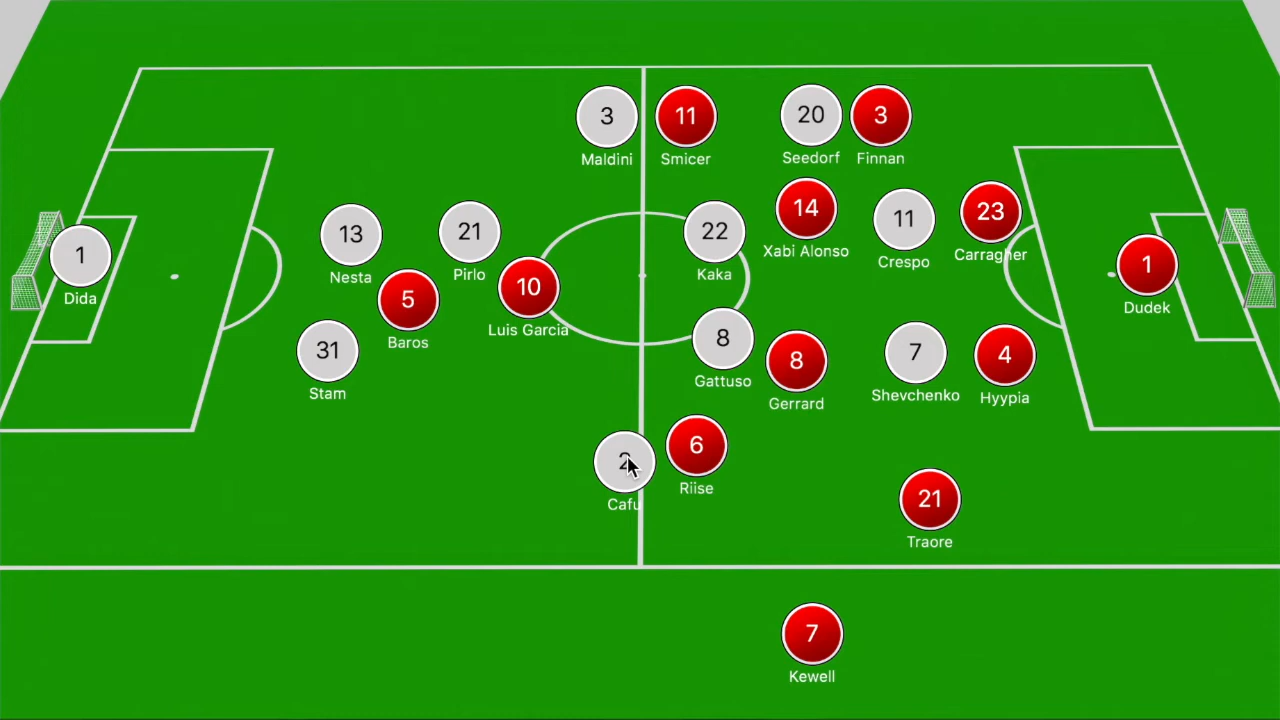 3
Maldini
11
Smicer
20
Seedorf
3
Finnan
13
Nesta
21
Pirlo
22
Kaka
14
Xabi Alonso
11
Crespo
23
Carragher
1
Dida
1
Dudek
5
Baros
10
Luis Garcia
31
Stam
8
Gattuso
8
Gerrard
7
Shevchenko
4
Hyypia
2
Cafu
6
Riise
21
Traore
7
Kewell